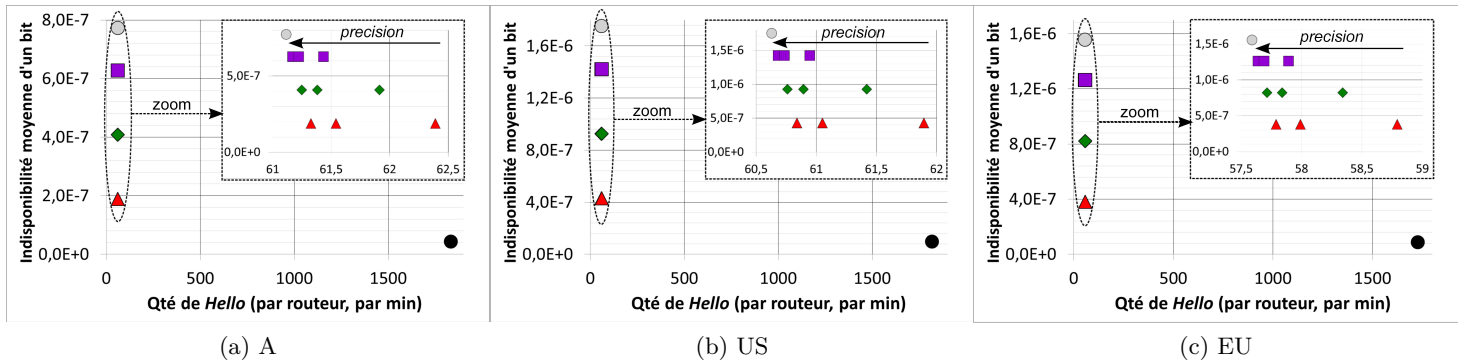 Indisponibilité moyenne d'un bit
8,0E-7
6,0E-7
4,0E-7
2,0E-7
0,0E+0
0 500 1000 1500
Qté de Hello (par routeur, par min)
zoom
precision
5,0E-7
0,0E+0
61 61,5 62 62,5
(a) A
Indisponibilité moyenne d'un bit
1,6E-6
1,2E-6
8,0E-7
4,0E-7
0,0E+0
0 500 1000 1500
Qté de Hello (par routeur, par min)
zoom
precision
1,5E-6
1,0E-6
5,0E-7
0,0E+0
60,5 61 61,5 62
(b) US
Indisponibilité moyenne d'un bit
1,6E-6
1,2E-6
8,0E-7
4,0E-7
0,0E+0
0 500 1000 1500
Qté de Hello (par routeur, par min)
zoom
precision
1,5E-6
1,0E-6
5,0E-7
0,0E+0
57,5 58 58,5 59
(c) EU